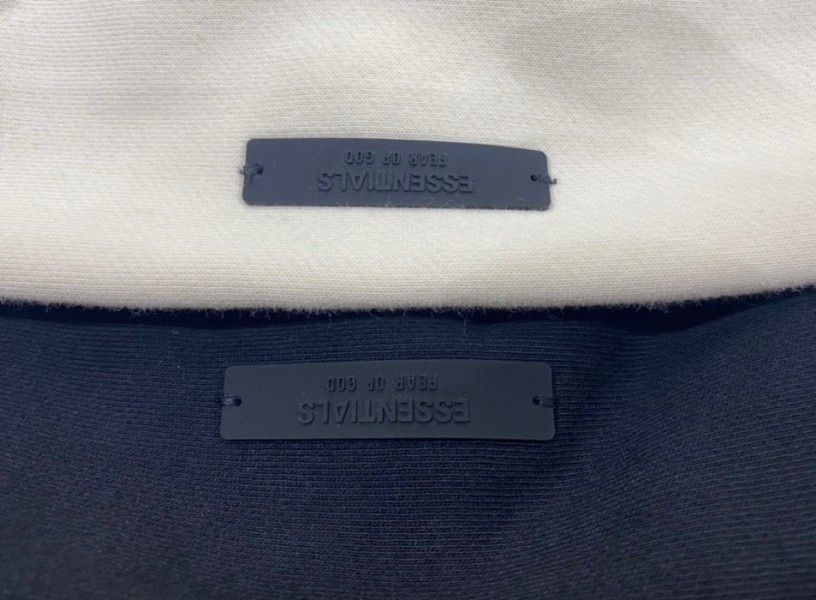 ESSENTIALS
FEAR OF GOD
ESSENTIALS
FEAR OF GOD